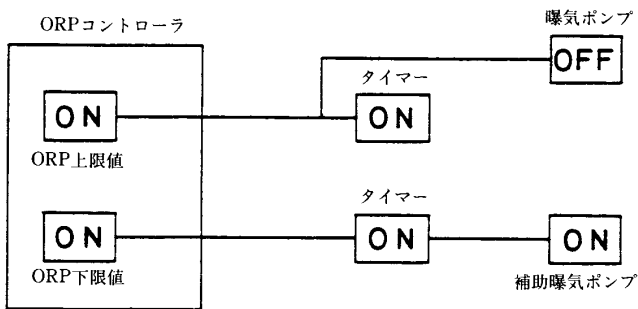 ORPコントローラ
曝気ポンプ
OFF
タイマー
ON
ON
ORP上限値
タイマー
ON
ON
ON
ORP下限値
補助曝気ポンプ